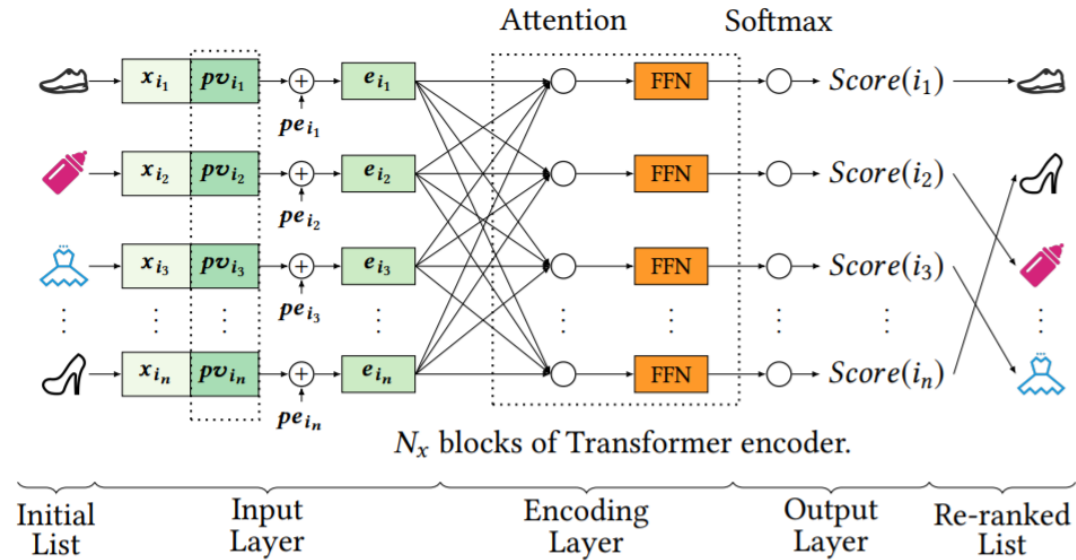 Attention Softmax
x_{i_1} pv_{i_1} + e_{i_1} FFN Score(i_1)
pe_{i_1}
x_{i_2} pv_{i_2} + e_{i_2} FFN Score(i_2)
pe_{i_2}
x_{i_3} pv_{i_3} + e_{i_3} FFN Score(i_3)
pe_{i_3}
x_{i_n} pv_{i_n} + e_{i_n} FFN Score(i_n)
pe_{i_n}
N_x blocks of Transformer encoder.
Initial List
Input Layer
Encoding Layer
Output Layer
Re-ranked List